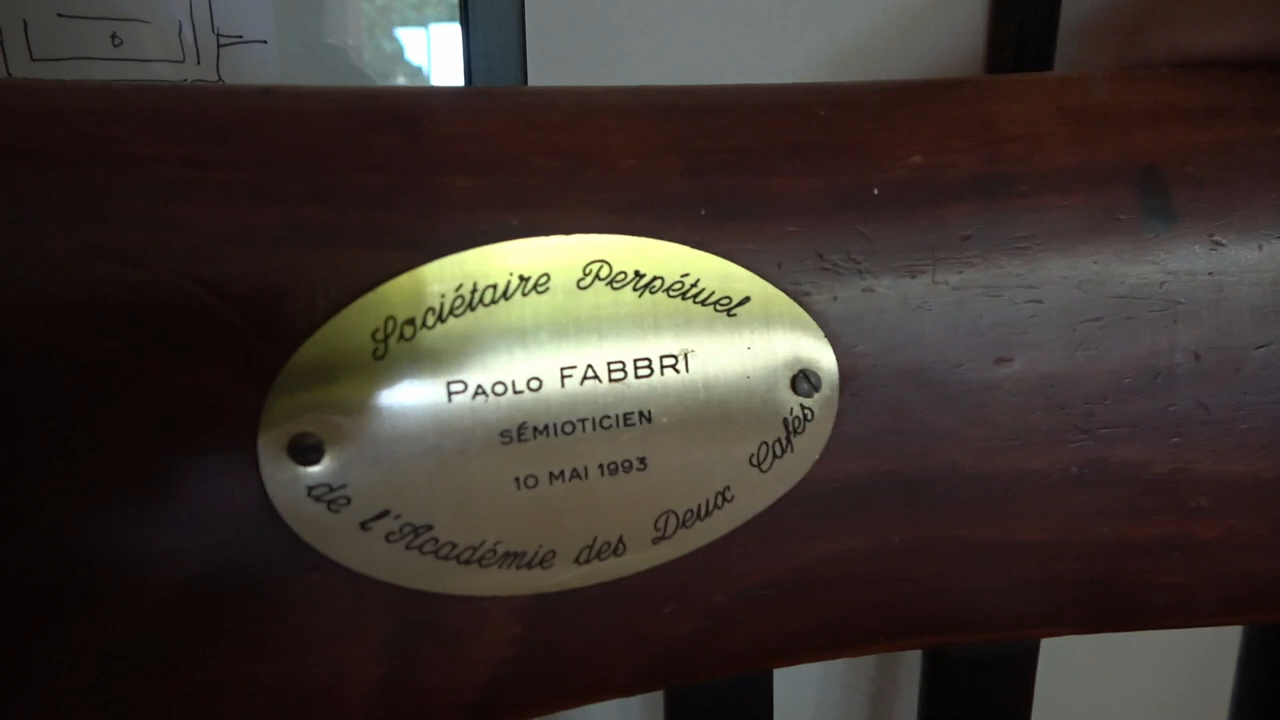 Sociétaire Perpétuel
PAOLO FABBRI
SÉMIOTICIEN
10 MAI 1993
de l'Académie des Deux Cafés